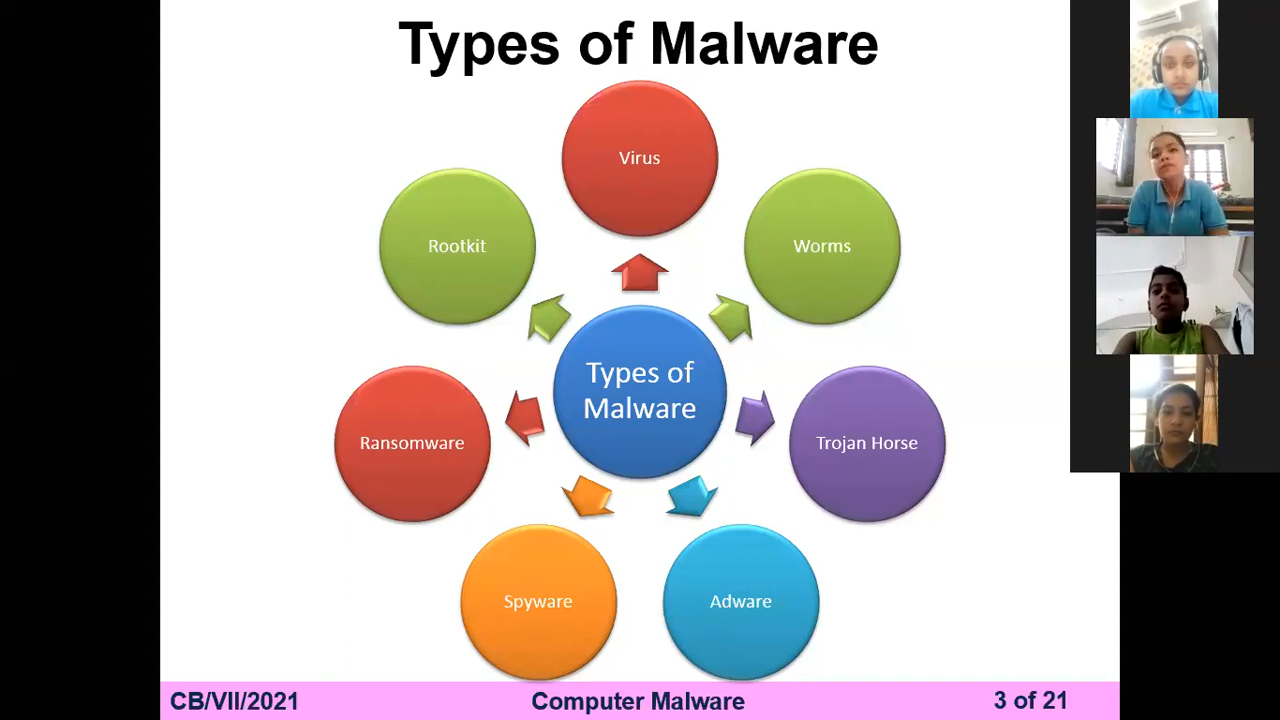 Types of Malware
Virus
Rootkit
Worms
Types of
Malware
Ransomware
Trojan Horse
Spyware
Adware
CB/VII/2021
Computer Malware
3 of 21